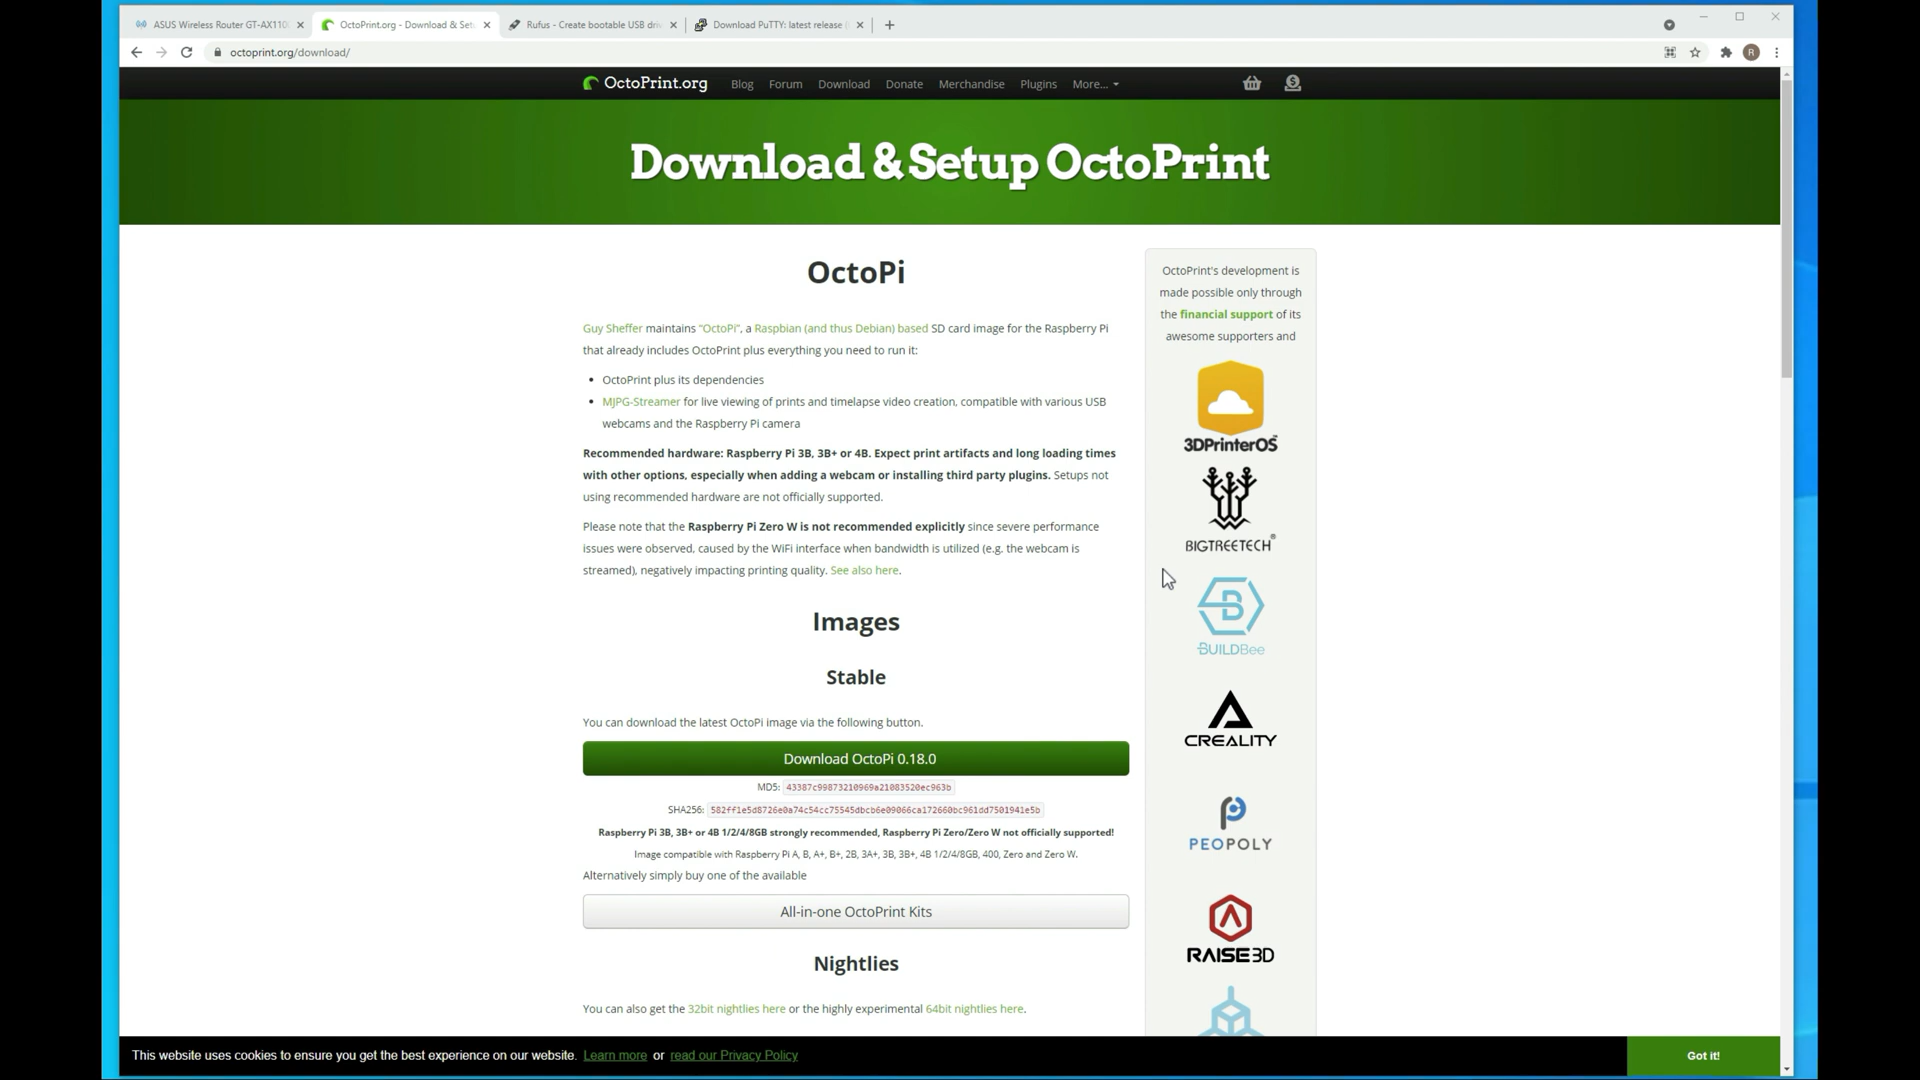 ASUS Wireless Router GT-AX110
OctoPrint.org - Download & Set
Rufus - Create bootable USB
Download PuTTY: latest release
octoprint.org/download/
R
OctoPrint.org Blog Forum Download Donate Merchandise Plugins More...
Download & Setup OctoPrint
OctoPi
Guy Sheffer maintains "OctoPi", a Raspbian (and thus Debian) based SD card image for the Raspberry Pi
that already includes OctoPrint plus everything you need to run it:
• OctoPrint plus its dependencies
• MJPG-Streamer for live viewing of prints and timelapse video creation, compatible with various USB
webcams and the Raspberry Pi camera
Recommended hardware: Raspberry Pi 3B, 3B+ or 4B. Expect print artifacts and long loading times
with other options, especially when adding a webcam or installing third party plugins. Setups not
using recommended hardware are not officially supported.
Please note that the Raspberry Pi Zero W is not recommended explicitly since severe performance
issues were observed, caused by the WiFi interface when bandwidth is utilized (e.g. the webcam is
streamed), negatively impacting printing quality. See also here.
Images
Stable
You can download the latest OctoPi image via the following button.
Download OctoPi 0.18.0
MD5: 43387c99873210969a21083520ec963b
SHA256: 582ff1e5d8726e0a74c54cc75545dbcb6e09066ca172660bc961dd7501941e5b
Raspberry Pi 3B, 3B+ or 4B 1/2/4/8GB strongly recommended, Raspberry Pi Zero/Zero W not officially supported!
Image compatible with Raspberry Pi A, B, A+, B+, 2B, 3A+, 3B, 3B+, 4B 1/2/4/8GB, 400, Zero and Zero W.
Alternatively simply buy one of the available
All-in-one OctoPrint Kits
Nightlies
You can also get the 32bit nightlies here or the highly experimental 64bit nightlies here.
OctoPrint's development is
made possible only through
the financial support of its
awesome supporters and
3DPrinterOS™
BIGTREETECH®
BUILDBee
CREALITY
PEOPOLY
RAISE3D
This website uses cookies to ensure you get the best experience on our website. Learn more or read our Privacy Policy
Got it!